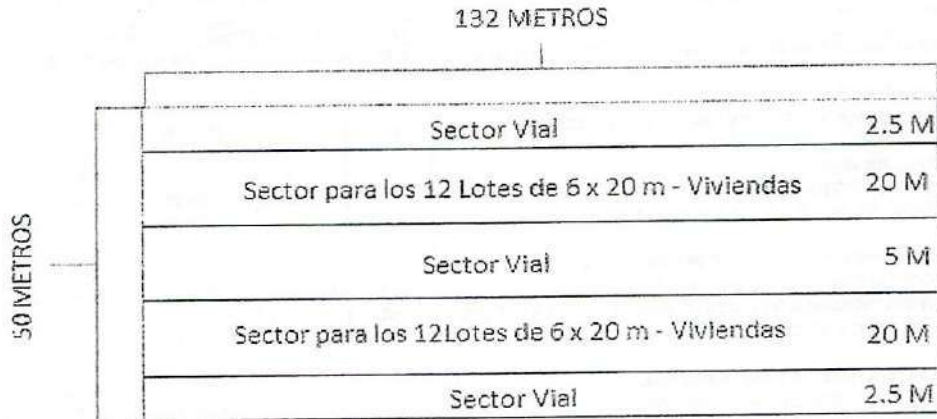 132 METROS
50 METROS
Sector Vial 2.5 M
Sector para los 12 Lotes de 6 x 20 m - Viviendas 20 M
Sector Vial 5 M
Sector para los 12Lotes de 6 x 20 m - Viviendas 20 M
Sector Vial 2.5 M